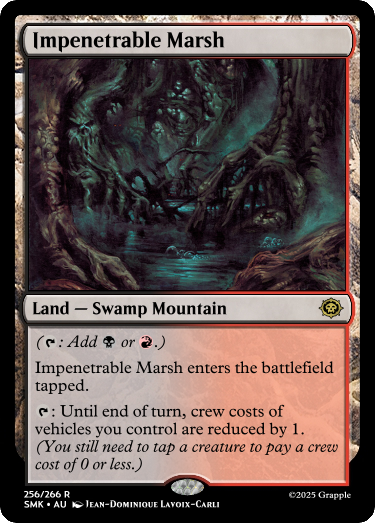 Impenetrable Marsh
Land — Swamp Mountain
(: Add or .)
Impenetrable Marsh enters the battlefield
tapped.
: Until end of turn, crew costs of
vehicles you control are reduced by 1.
(You still need to tap a creature to pay a crew
cost of 0 or less.)
256/266 R
SMK • AU Jean-Dominique Lavoix-Carli
©2025 Grapple